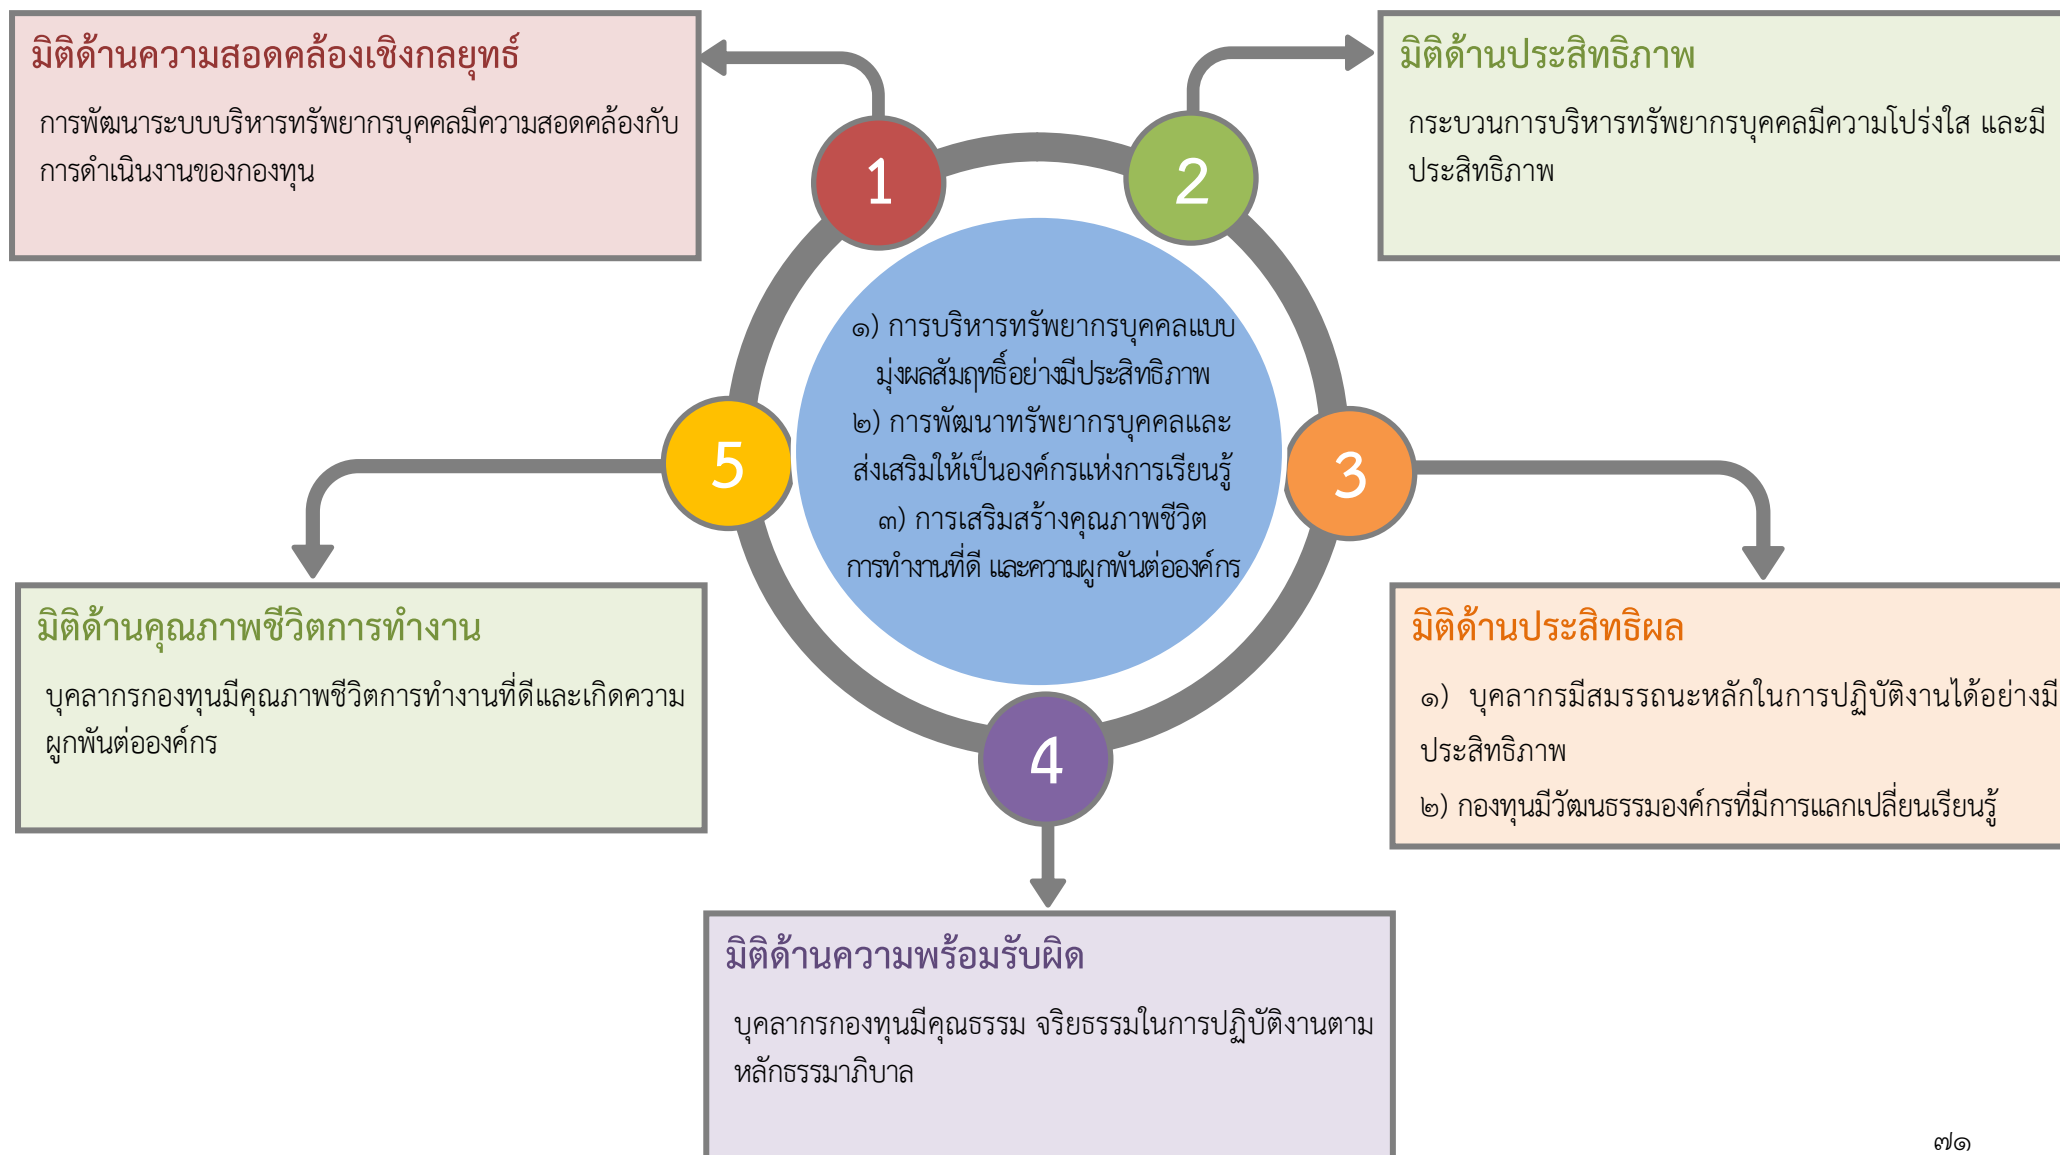 มิติด้านความสอดคล้องเชิงกลยุทธ์
การพัฒนาระบบบริหารทรัพยากรบุคคลมีความสอดคล้องกับ
การดำเนินงานของกองทุน
1
2
มิติด้านประสิทธิภาพ
กระบวนการบริหารทรัพยากรบุคคลมีความโปร่งใส และมี
ประสิทธิภาพ
๑) การบริหารทรัพยากรบุคคลแบบ
มุ่งผลสัมฤทธิ์อย่างมีประสิทธิภาพ
๒) การพัฒนาทรัพยากรบุคคลและ
ส่งเสริมให้เป็นองค์กรแห่งการเรียนรู้
๓) การเสริมสร้างคุณภาพชีวิต
การทำงานที่ดี และความผูกพันต่อองค์กร
5
3
มิติด้านคุณภาพชีวิตการทำงาน
บุคลากรกองทุนมีคุณภาพชีวิตการทำงานที่ดีและเกิดความ
ผูกพันต่อองค์กร
มิติด้านประสิทธิผล
๑) บุคลากรมีสมรรถนะหลักในการปฏิบัติงานได้อย่างมี
ประสิทธิภาพ
๒) กองทุนมีวัฒนธรรมองค์กรที่มีการแลกเปลี่ยนเรียนรู้
4
มิติด้านความพร้อมรับผิด
บุคลากรกองทุนมีคุณธรรม จริยธรรมในการปฏิบัติงานตาม
หลักธรรมาภิบาล
๗๑